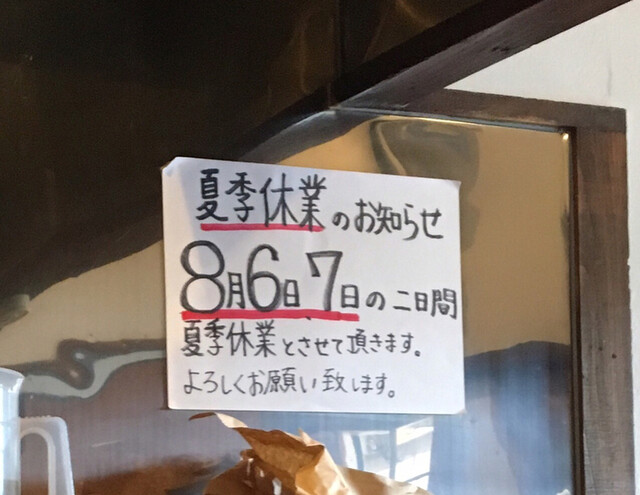 夏季休業のお知らせ
8月6日7日の二日間
夏季休業とさせて頂きます。
よろしくお願い致します。